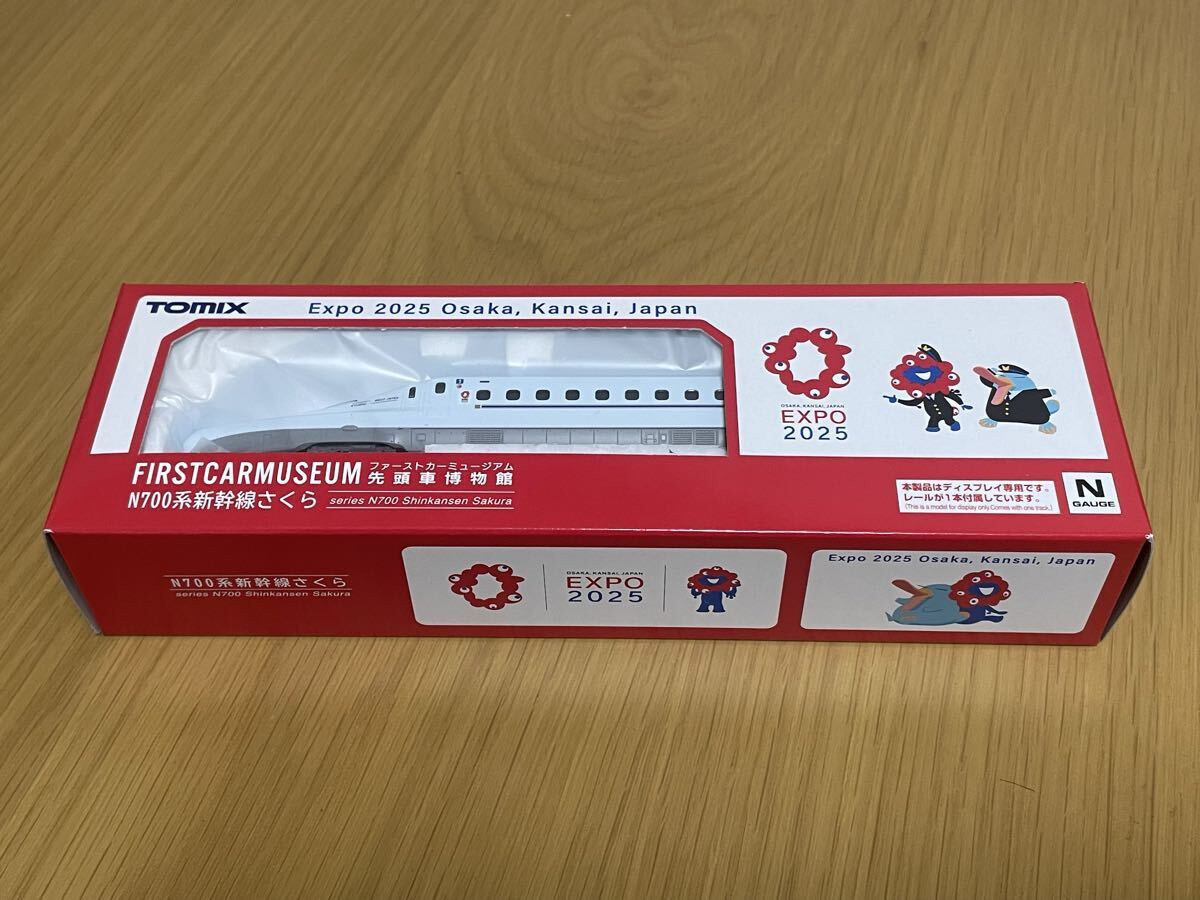 TOMIX
Expo 2025 Osaka, Kansai, Japan
OSAKA, KANSAI, JAPAN
EXPO
2025
FIRSTCARMUSEUM
ファーストカーミュージアム
先頭車博物館
N700系新幹線さくら
series N700 Shinkansen Sakura
本製品はディスプレイ専用です。
レールが1本付属しています。
(This is a model for display only.Comes with one track.)
N
GAUGE
N700系新幹線さくら
series N700 Shinkansen Sakura
OSAKA, KANSAI, JAPAN
EXPO
2025
Expo 2025 Osaka, Kansai, Japan